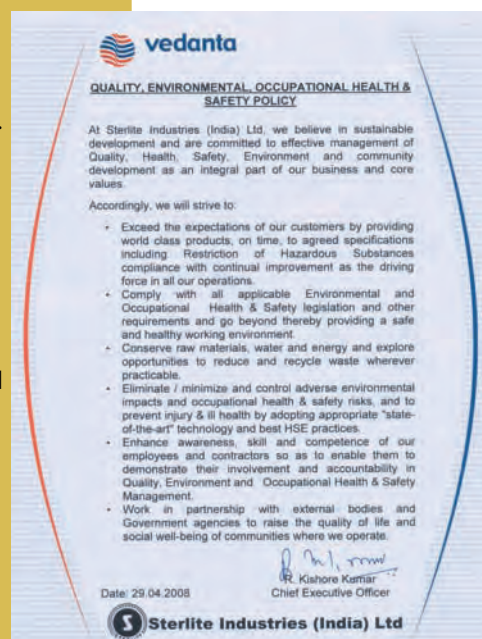 vedanta
QUALITY, ENVIRONMENTAL, OCCUPATIONAL HEALTH &
SAFETY POLICY
At Sterlite Industries (India) Ltd, we believe in sustainable
development and are committed to effective management of
Quality, Health, Safety, Environment and community
development as an integral part of our business and core
values.
Accordingly, we will strive to:
• Exceed the expectations of our customers by providing
world class products, on time, to agreed specifications
including Restriction of Hazardous Substances
compliance with continual improvement as the driving
force in all our operations.
• Comply with all applicable Environmental and
Occupational Health & Safety legislation and other
requirements and go beyond thereby providing a safe
and healthy working environment.
• Conserve raw materials, water and energy and explore
opportunities to reduce and recycle waste wherever
practicable.
• Eliminate / minimize and control adverse environmental
impacts and occupational health & safety risks, and to
prevent injury & ill health by adopting appropriate "state-
of-the-art" technology and best HSE practices.
• Enhance awareness, skill and competence of our
employees and contractors so as to enable them to
demonstrate their involvement and accountability in
Quality, Environment and Occupational Health & Safety
Management.
• Work in partnership with external bodies and
Government agencies to raise the quality of life and
social well-being of communities where we operate.
R. Kishore Kumar
Date: 29.04.2008 Chief Executive Officer
S Sterlite Industries (India) Ltd